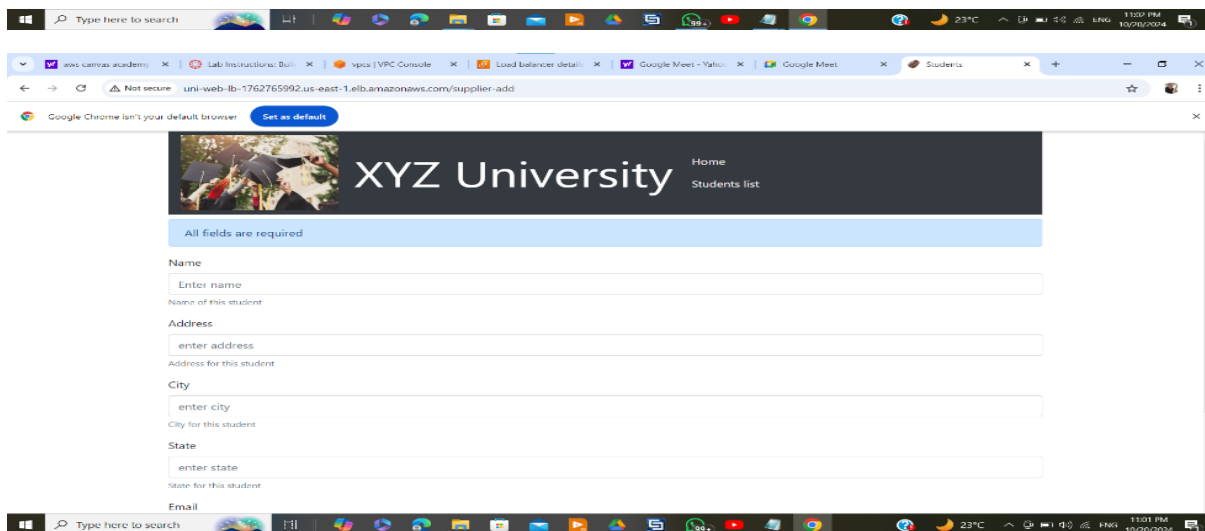 Type here to search
99+
23°C
ENG
11:02 PM
10/20/2024
aws canvas academy
Lab Instructions: Buil
vpcs | VPC Console
Load balancer details
Google Meet - Yahoo
Google Meet
Students
Not secure
uni-web-lb-1762765992.us-east-1.elb.amazonaws.com/supplier-add
Google Chrome isn't your default browser
Set as default
XYZ University
Home
Students list
All fields are required
Name
Enter name
Name of this student
Address
enter address
Address for this student
City
enter city
City for this student
State
enter state
State for this student
Email
Type here to search
99+
23°C
ENG
11:01 PM
10/20/2024